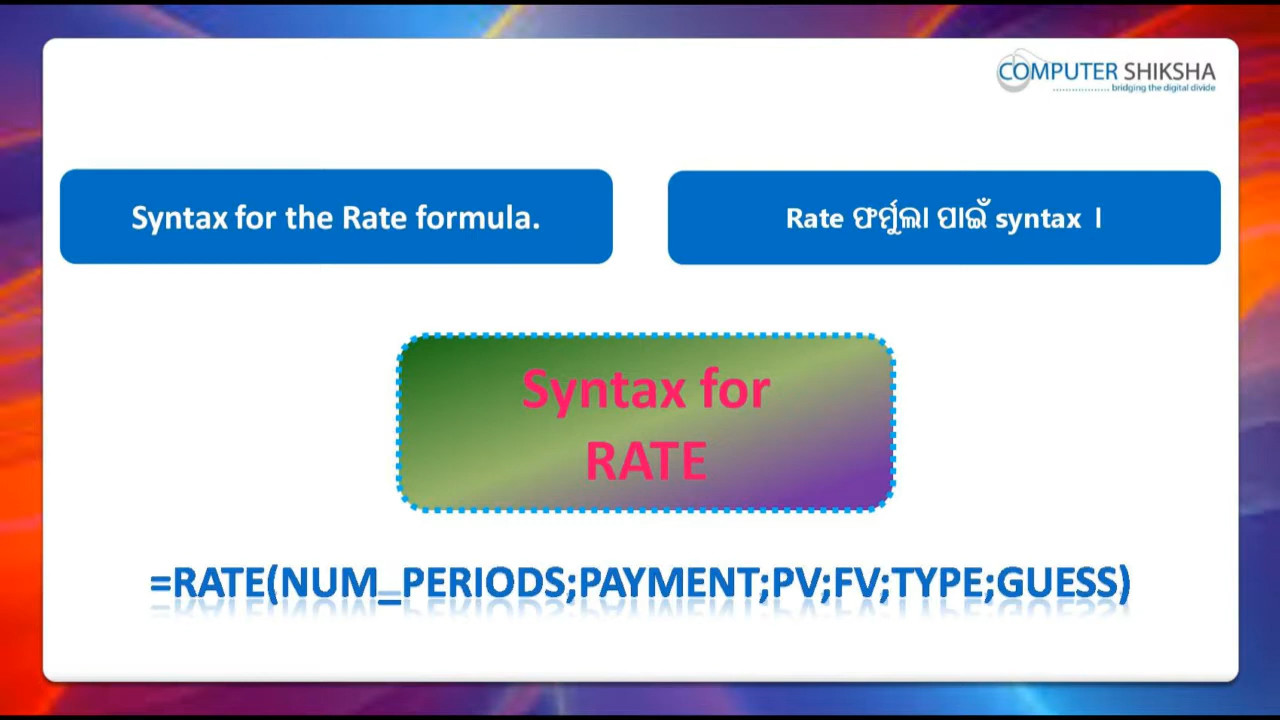 COMPUTER SHIKSHA
bridging the digital divide
Syntax for the Rate formula.
Rate ଫର୍ମୁଲା ପାଇଁ syntax ।
Syntax for
RATE
=RATE(NUM_PERIODS;PAYMENT;PV;FV;TYPE;GUESS)